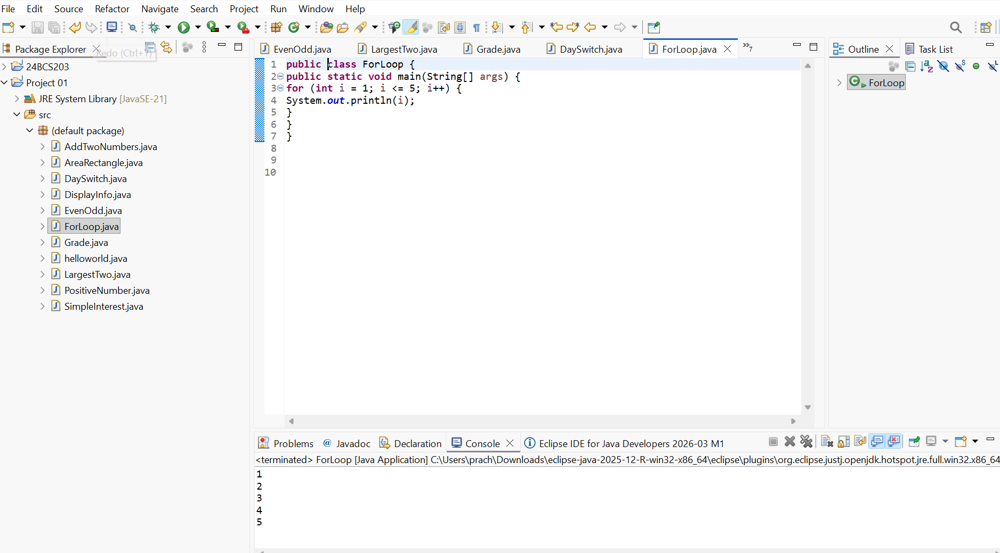 File Edit Source Refactor Navigate Search Project Run Window Help
Package Explorer
Redo (Ctrl+Y)
24BCS203
Project 01
JRE System Library [JavaSE-21]
src
(default package)
AddTwoNumbers.java
AreaRectangle.java
DaySwitch.java
DisplayInfo.java
EvenOdd.java
ForLoop.java
Grade.java
helloworld.java
LargestTwo.java
PositiveNumber.java
SimpleInterest.java
EvenOdd.java LargestTwo.java Grade.java DaySwitch.java ForLoop.java »7
1 public class ForLoop {
2 public static void main(String[] args) {
3 for (int i = 1; i <= 5; i++) {
4 System.out.println(i);
5 }
6 }
7 }
8
9
10
Outline Task List
ForLoop
Problems @ Javadoc Declaration Console Eclipse IDE for Java Developers 2026-03 M1
<terminated> ForLoop [Java Application] C:\Users\prach\Downloads\eclipse-java-2025-12-R-win32-x86_64\eclipse\plugins\org.eclipse.justj.openjdk.hotspot.jre.full.win32.x86_64
1
2
3
4
5